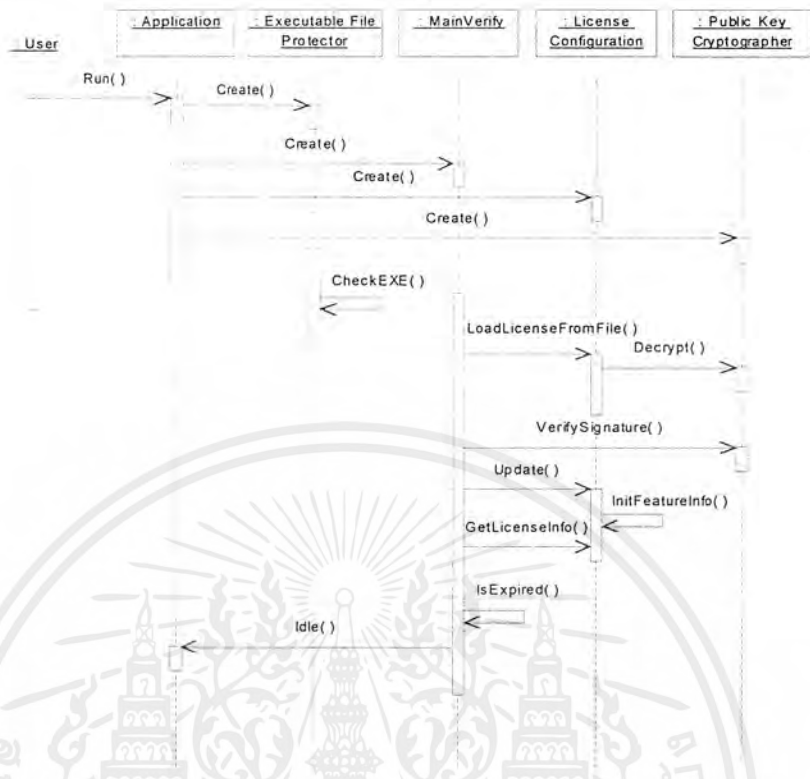 : User
: Application
: Executable File
Protector
: MainVerify
: License
Configuration
: Public Key
Cryptographer
Run( )
Create( )
Create( )
Create( )
Create( )
CheckEXE( )
LoadLicenseFromFile( )
Decrypt( )
VerifySignature( )
Update( )
InitFeatureInfo( )
GetLicenseInfo( )
IsExpired( )
Idle( )